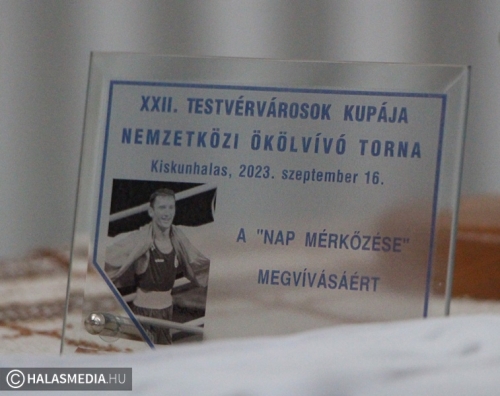 XXII. TESTVÉRVÁROSOK KUPÁJA
NEMZETKÖZI ÖKÖLVÍVÓ TORNA
Kiskunhalas, 2023. szeptember 16.
A "NAP MÉRKŐZÉSE"
MEGVÍVÁSÁÉRT
© HALASMEDIA.HU